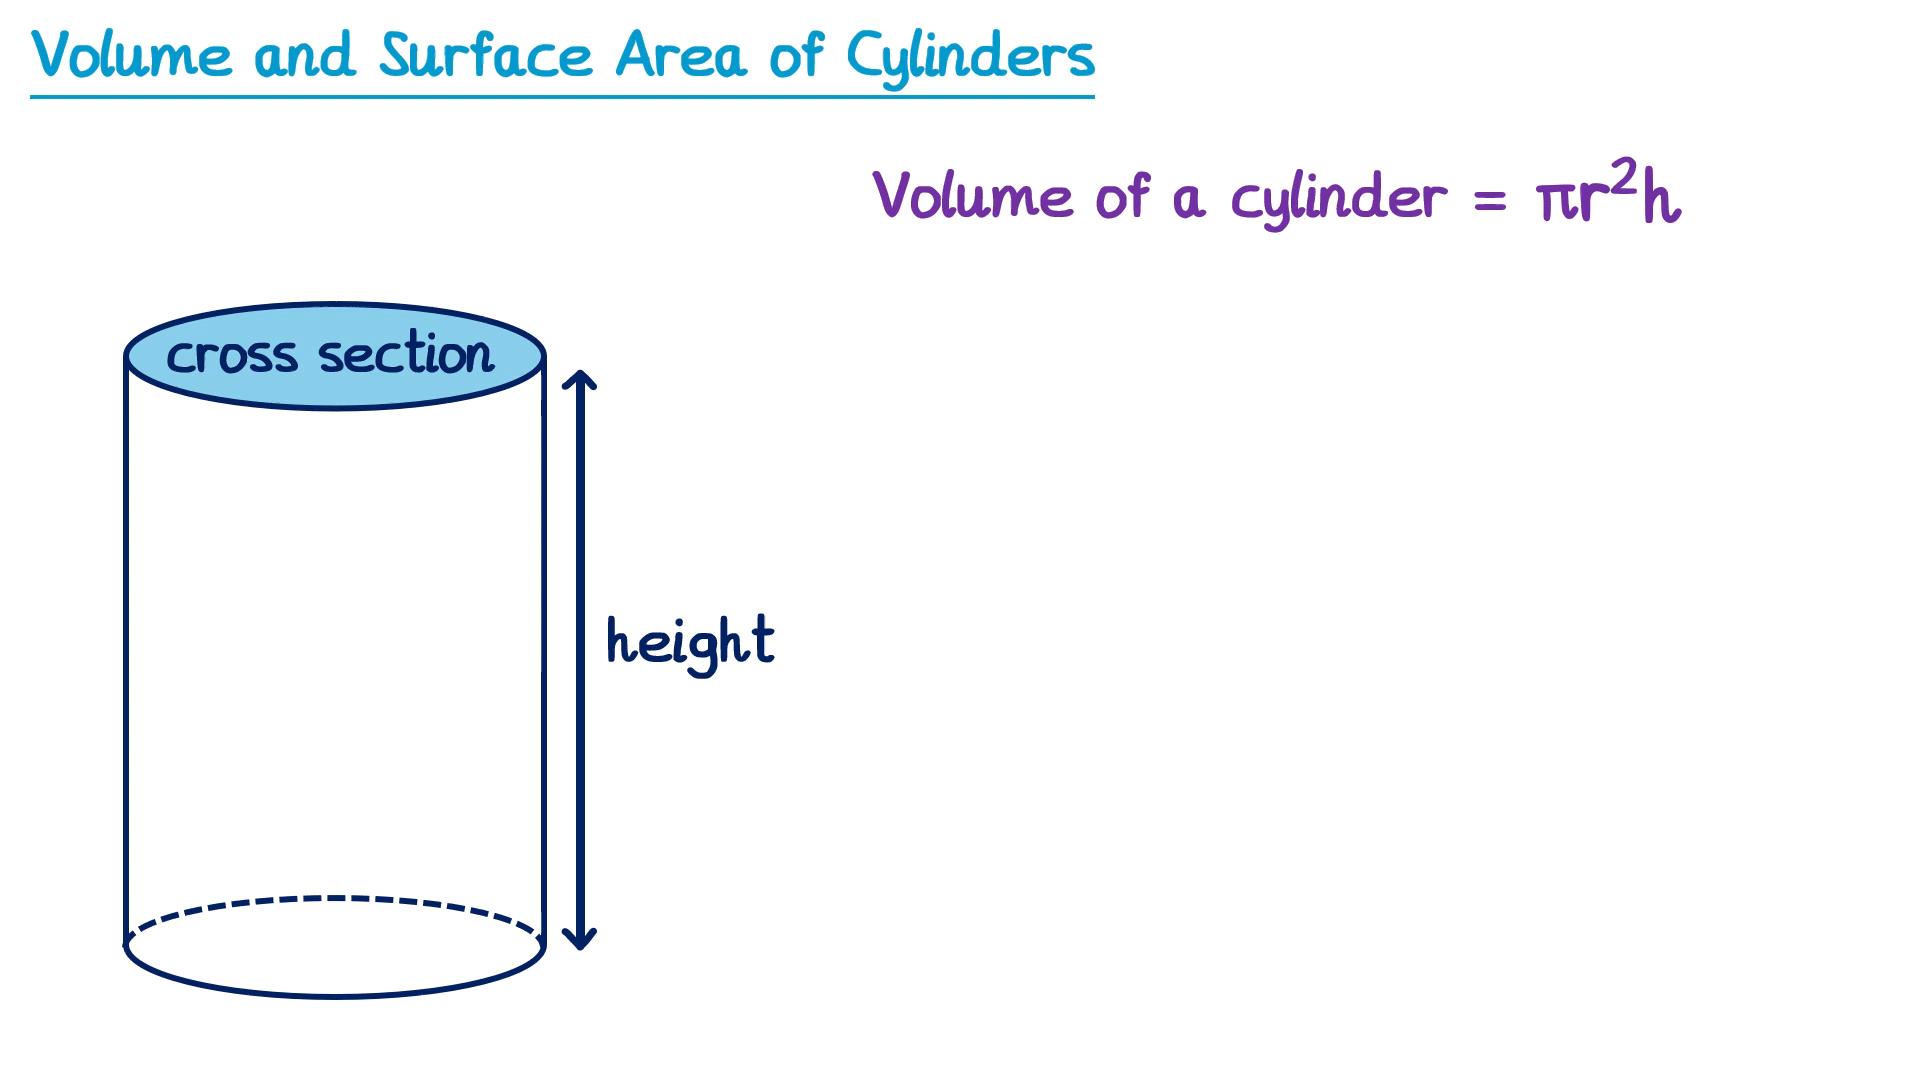 Volume and Surface Area of Cylinders
Volume of a cylinder = πr²h
cross section
height